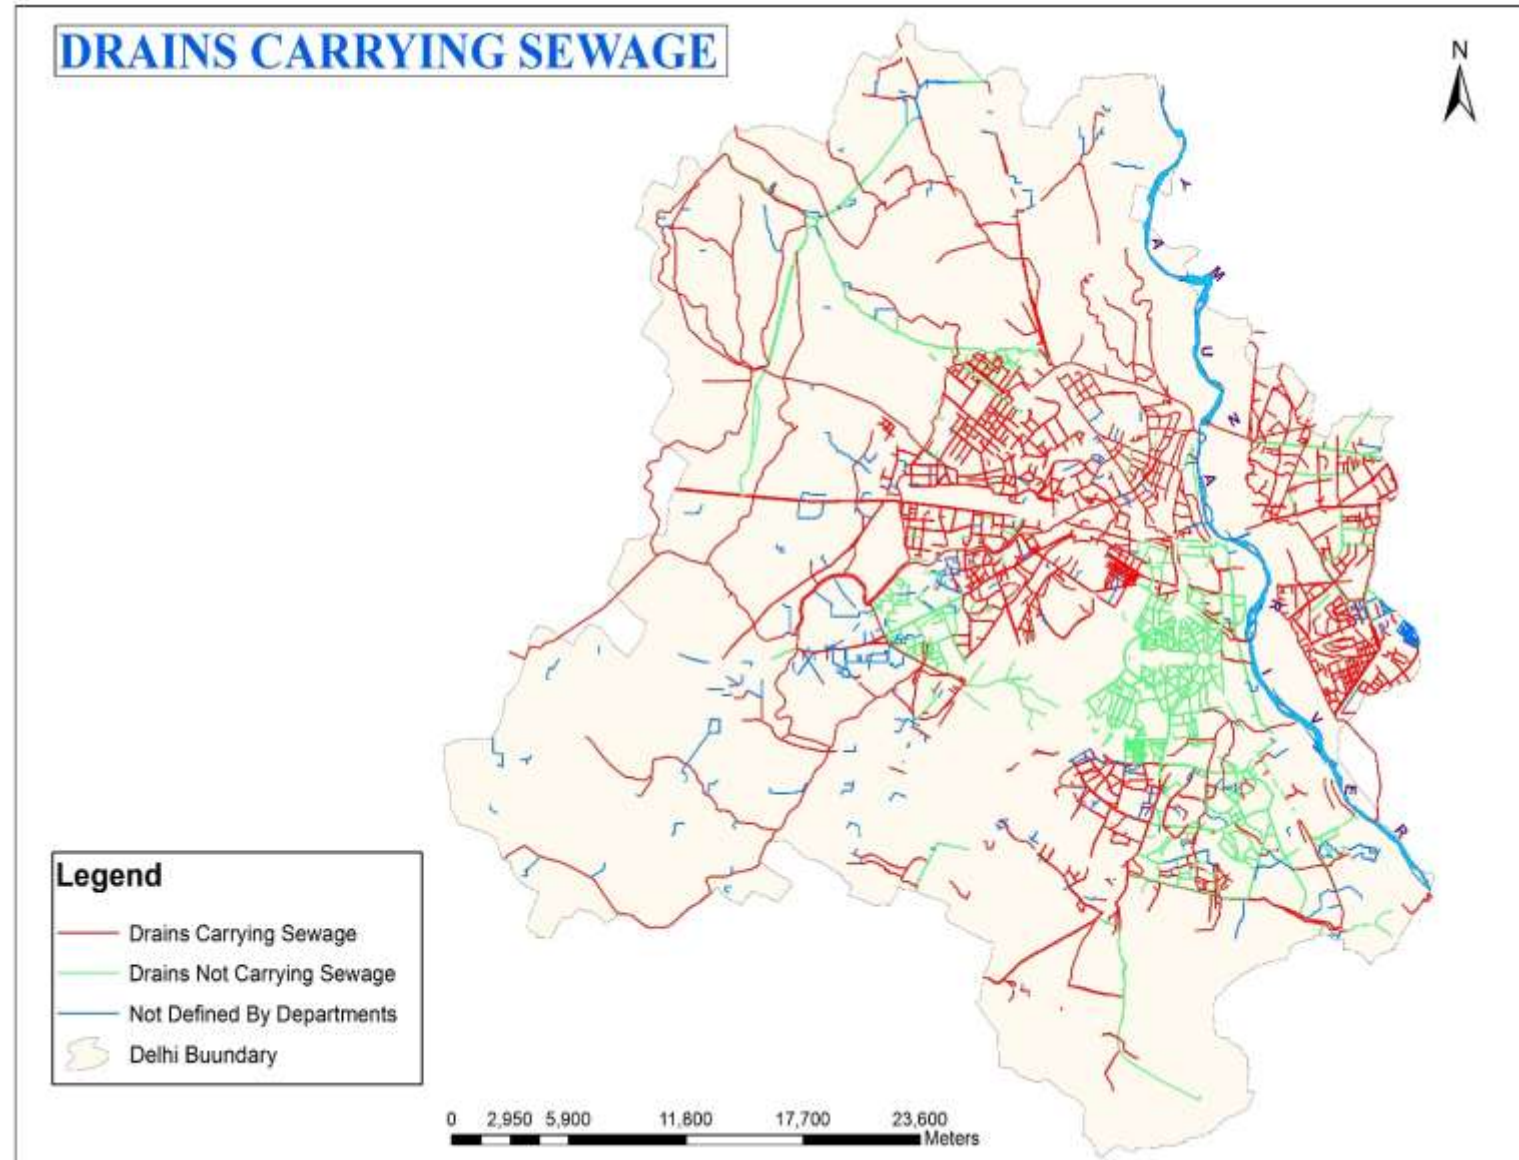 DRAINS CARRYING SEWAGE
N
YAMUNA RIVER
Legend
Drains Carrying Sewage
Drains Not Carrying Sewage
Not Defined By Departments
Delhi Buundary
0 2,950 5,900 11,800 17,700 23,600
Meters